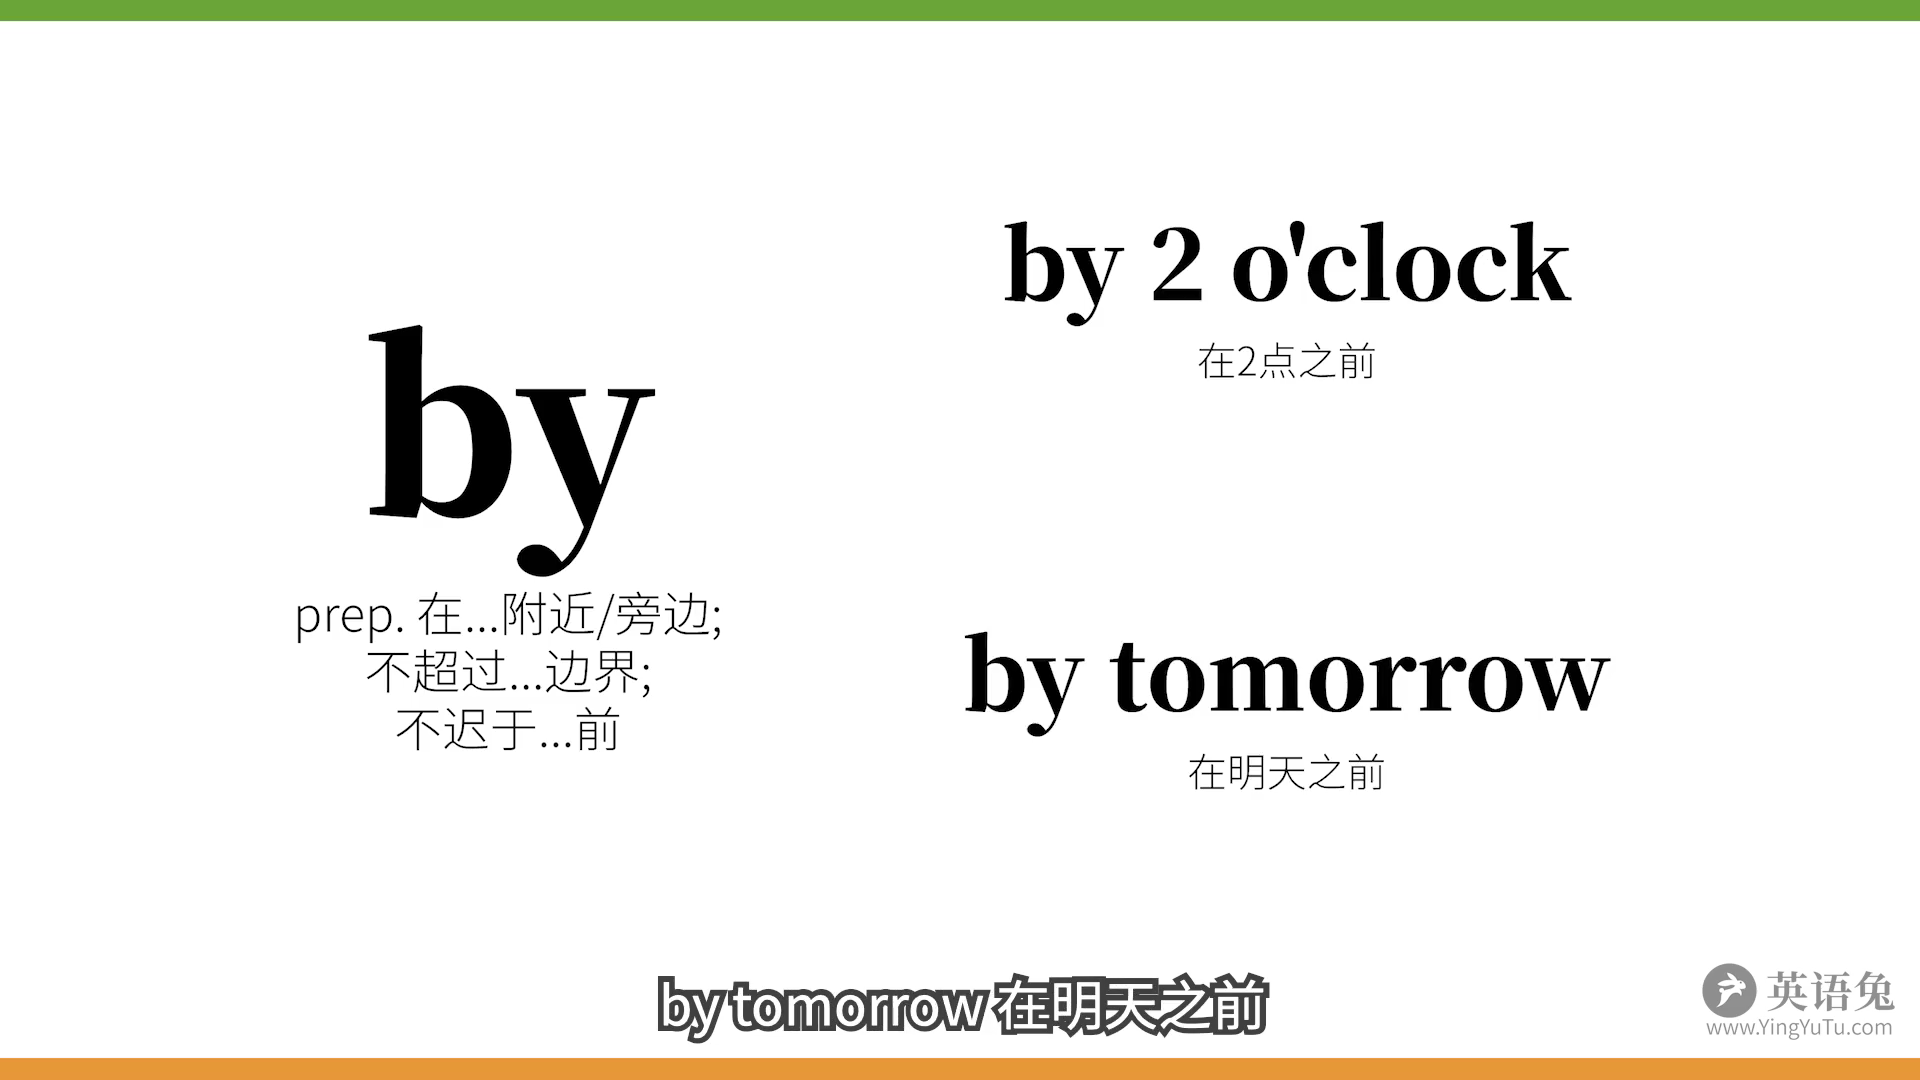 by
prep. 在...附近/旁边;
不超过...边界;
不迟于...前
by 2 o'clock
在2点之前
by tomorrow
在明天之前
by tomorrow 在明天之前
英语兔
www.YingYuTu.com